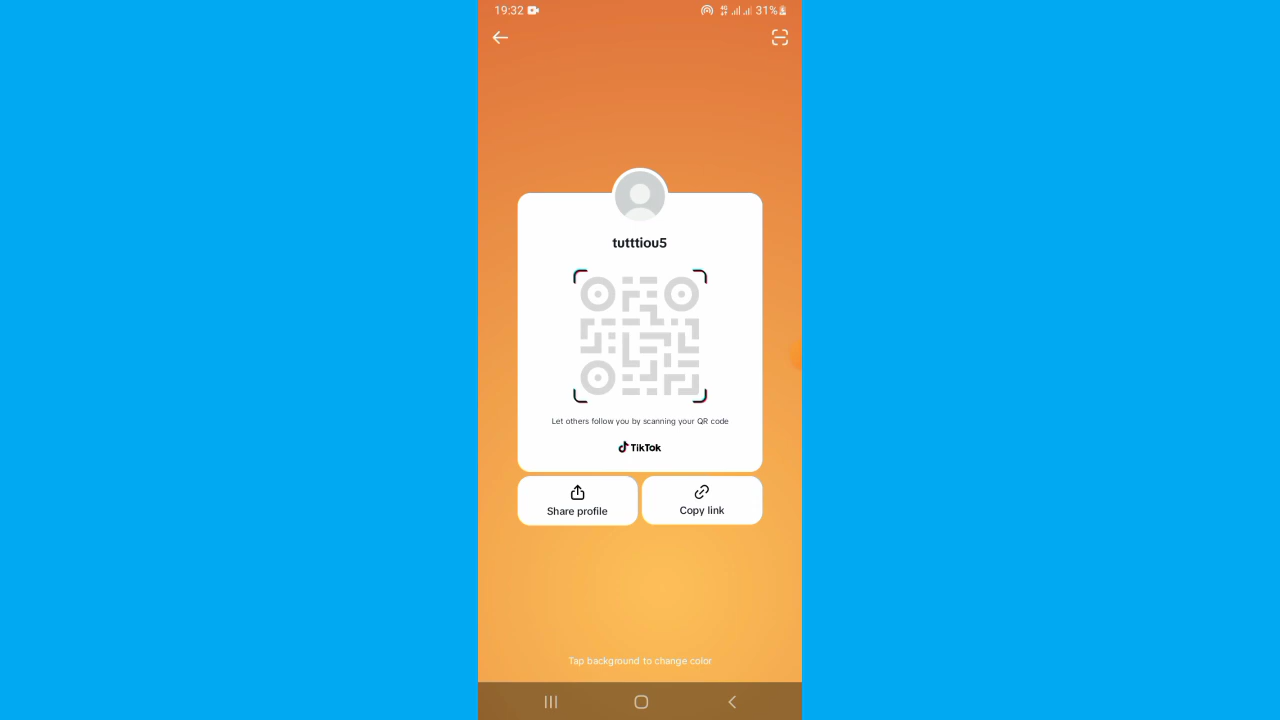 19:32
4G
31%
tutttiou5
Let others follow you by scanning your QR code
TikTok
Share profile
Copy link
Tap background to change color